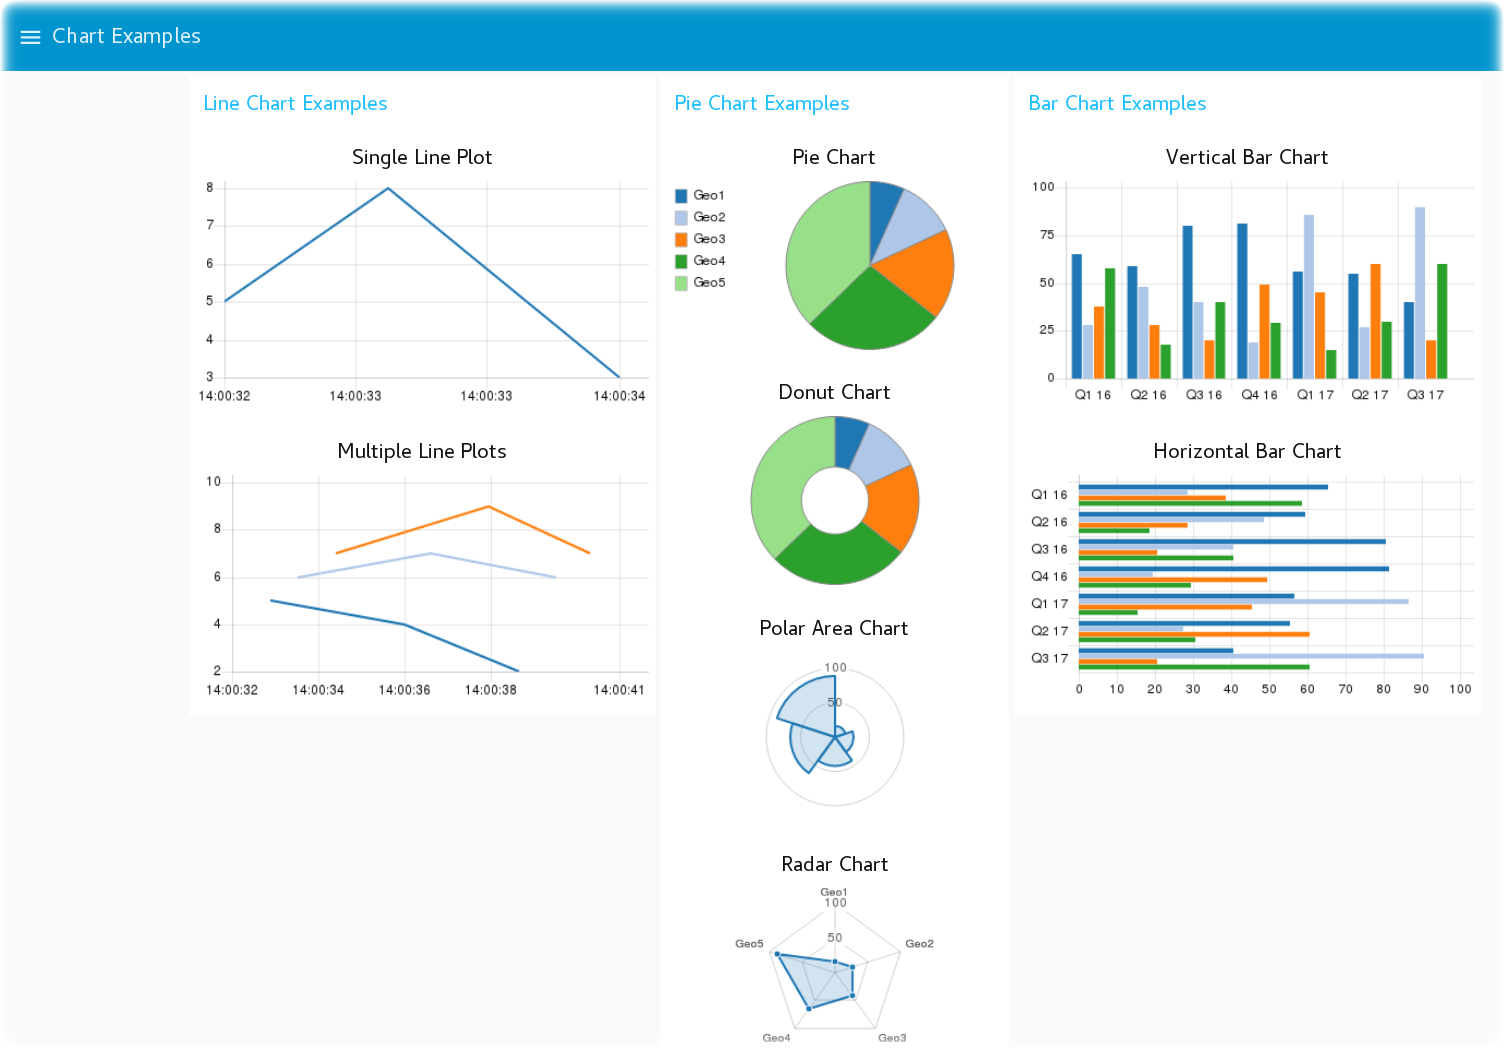 Chart Examples
Line Chart Examples
Single Line Plot
8
7
6
5
4
3
14:00:32 14:00:33 14:00:33 14:00:34
Multiple Line Plots
10
8
6
4
2
14:00:32 14:00:34 14:00:36 14:00:38 14:00:41
Pie Chart Examples
Pie Chart
Geo1
Geo2
Geo3
Geo4
Geo5
Donut Chart
Polar Area Chart
100
50
Radar Chart
Geo1
100
50
Geo5 Geo2
Geo4 Geo3
Bar Chart Examples
Vertical Bar Chart
100
75
50
25
0
Q1 16 Q2 16 Q3 16 Q4 16 Q1 17 Q2 17 Q3 17
Horizontal Bar Chart
Q1 16
Q2 16
Q3 16
Q4 16
Q1 17
Q2 17
Q3 17
0 10 20 30 40 50 60 70 80 90 100